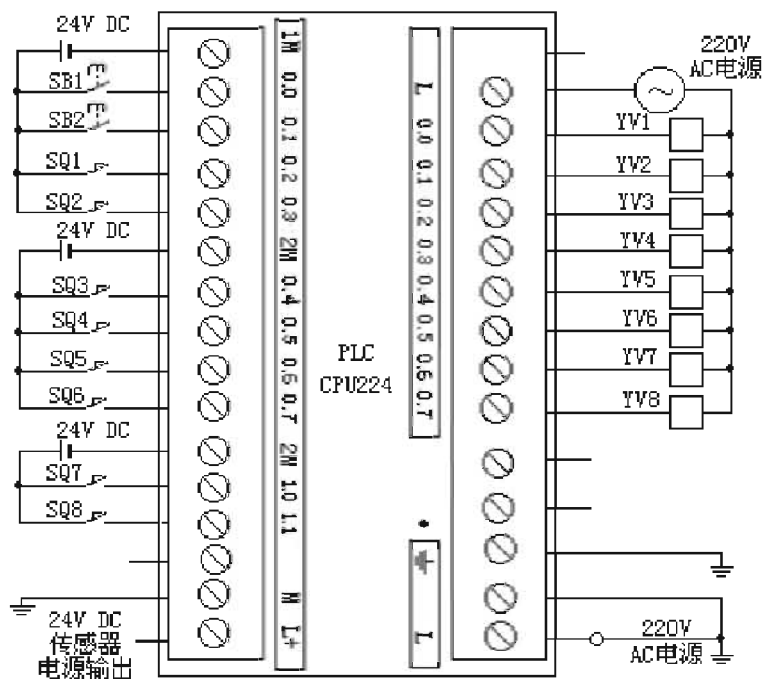 24V DC
SB1
SB2
SQ1
SQ2
24V DC
SQ3
SQ4
SQ5
SQ6
24V DC
SQ7
SQ8
24V DC
传感器
电源输出
1M 0.0 0.1 0.2 0.3 2M 0.4 0.5 0.6 0.7 2M 1.0 1.1
M L+
PLC
CPU224
L 0.0 0.1 0.2 0.3 0.4 0.5 0.6 0.7
L
220V
AC电源
YV1
YV2
YV3
YV4
YV5
YV6
YV7
YV8
220V
AC电源